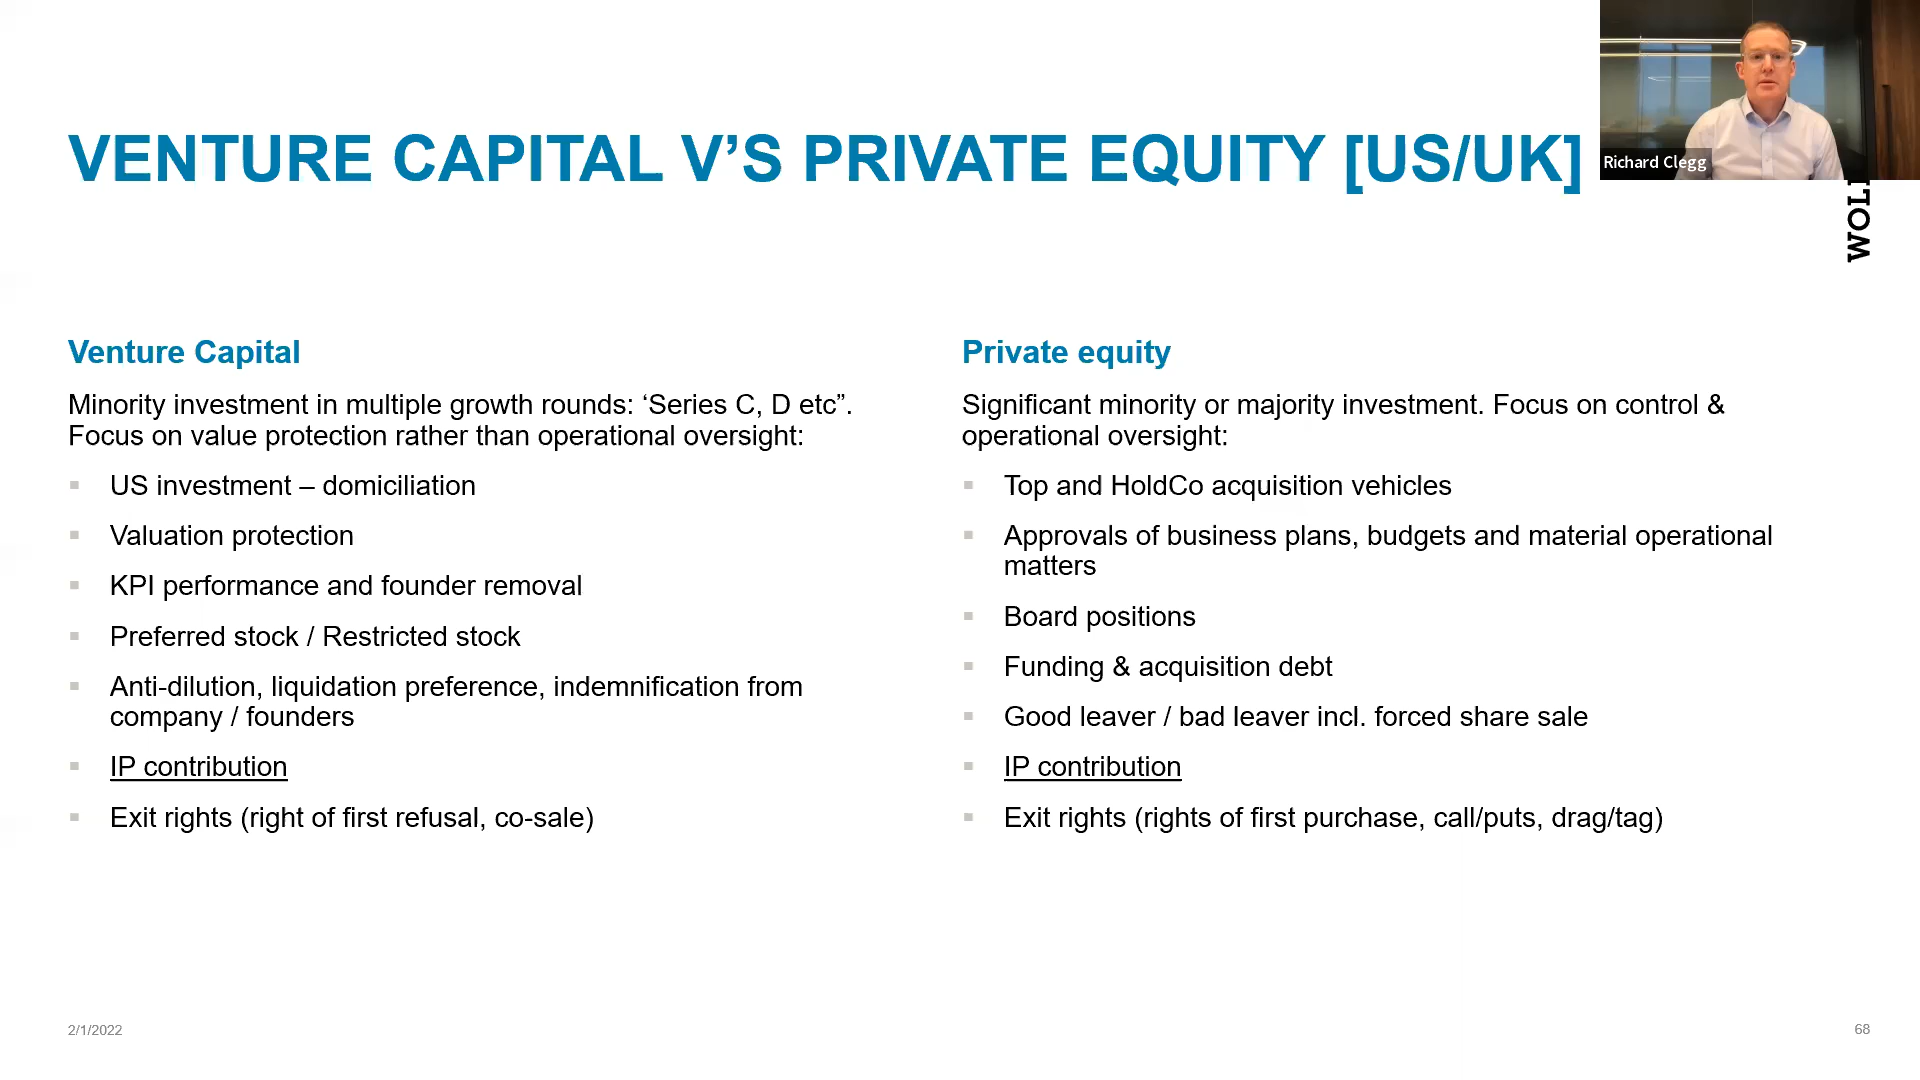 VENTURE CAPITAL V’S PRIVATE EQUITY [US/UK]
Richard Clegg
Venture Capital
Minority investment in multiple growth rounds: ‘Series C, D etc”.
Focus on value protection rather than operational oversight:
▪ US investment – domiciliation
▪ Valuation protection
▪ KPI performance and founder removal
▪ Preferred stock / Restricted stock
▪ Anti-dilution, liquidation preference, indemnification from
company / founders
▪ IP contribution
▪ Exit rights (right of first refusal, co-sale)
Private equity
Significant minority or majority investment. Focus on control &
operational oversight:
▪ Top and HoldCo acquisition vehicles
▪ Approvals of business plans, budgets and material operational
matters
▪ Board positions
▪ Funding & acquisition debt
▪ Good leaver / bad leaver incl. forced share sale
▪ IP contribution
▪ Exit rights (rights of first purchase, call/puts, drag/tag)
2/1/2022
68